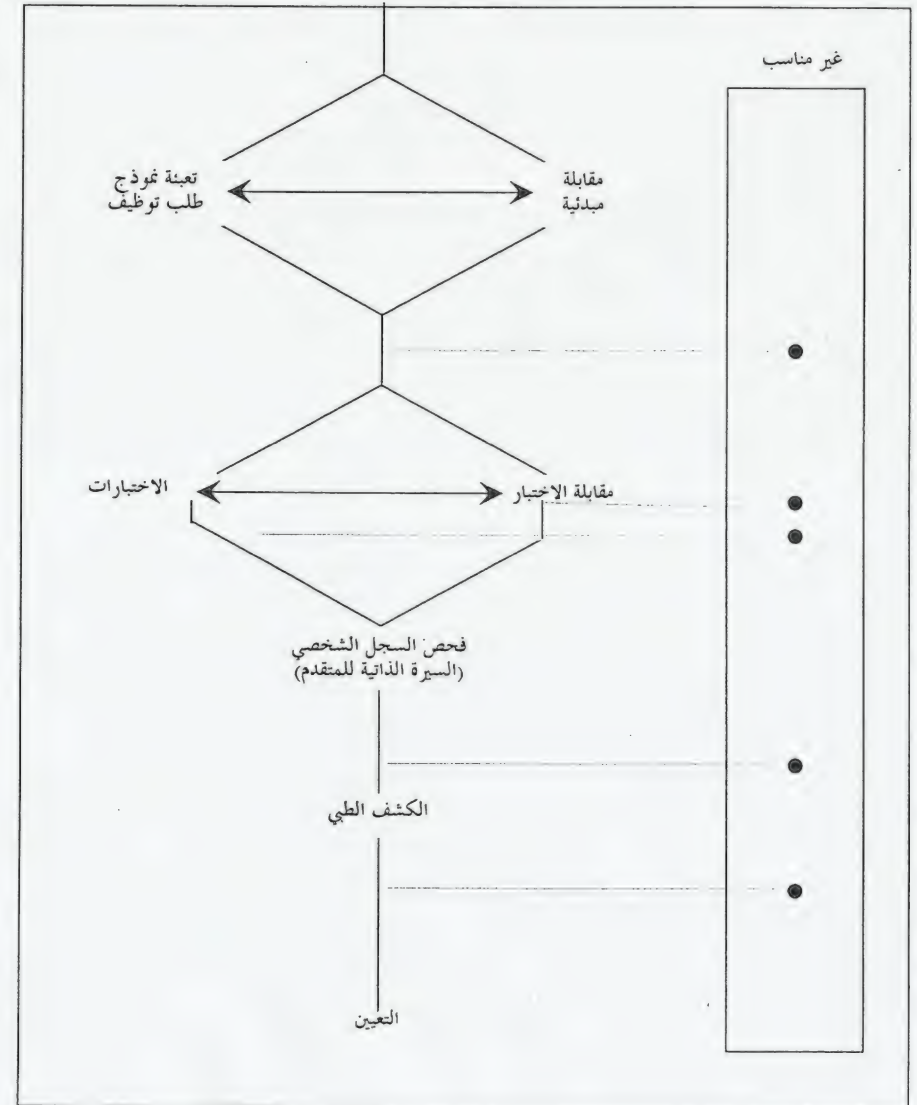 غير مناسب
مقابلة
مبدئية
تعبئة نموذج
طلب توظيف
مقابلة الاختبار
الاختبارات
فحص السجل الشخصي
(السيرة الذاتية للمتقدم)
الكشف الطبي
التعيين